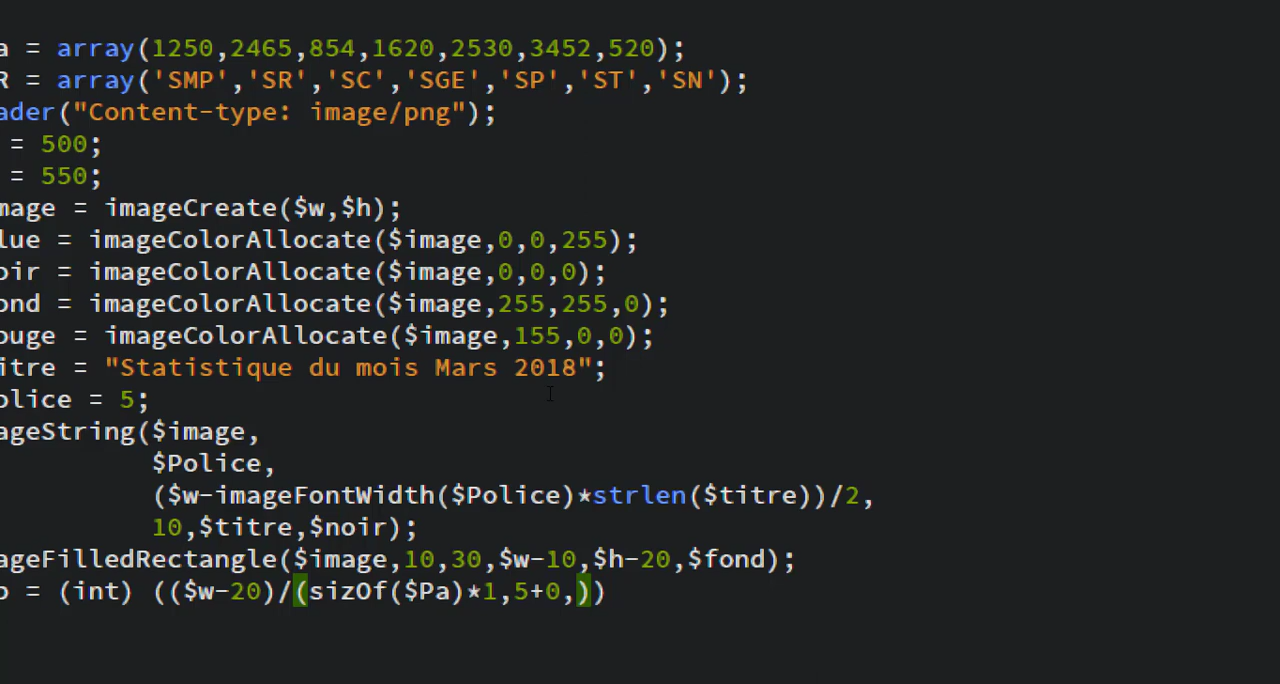 a = array(1250,2465,854,1620,2530,3452,520);
R = array('SMP','SR','SC','SGE','SP','ST','SN');
ader("Content-type: image/png");
= 500;
= 550;
mage = imageCreate($w,$h);
lue = imageColorAllocate($image,0,0,255);
oir = imageColorAllocate($image,0,0,0);
ond = imageColorAllocate($image,255,255,0);
ouge = imageColorAllocate($image,155,0,0);
itre = "Statistique du mois Mars 2018";
olice = 5;
ageString($image,
$Police,
($w-imageFontWidth($Police)*strlen($titre))/2,
10,$titre,$noir);
ageFilledRectangle($image,10,30,$w-10,$h-20,$fond);
= (int) (($w-20)/(sizOf($Pa)*1,5+0,))